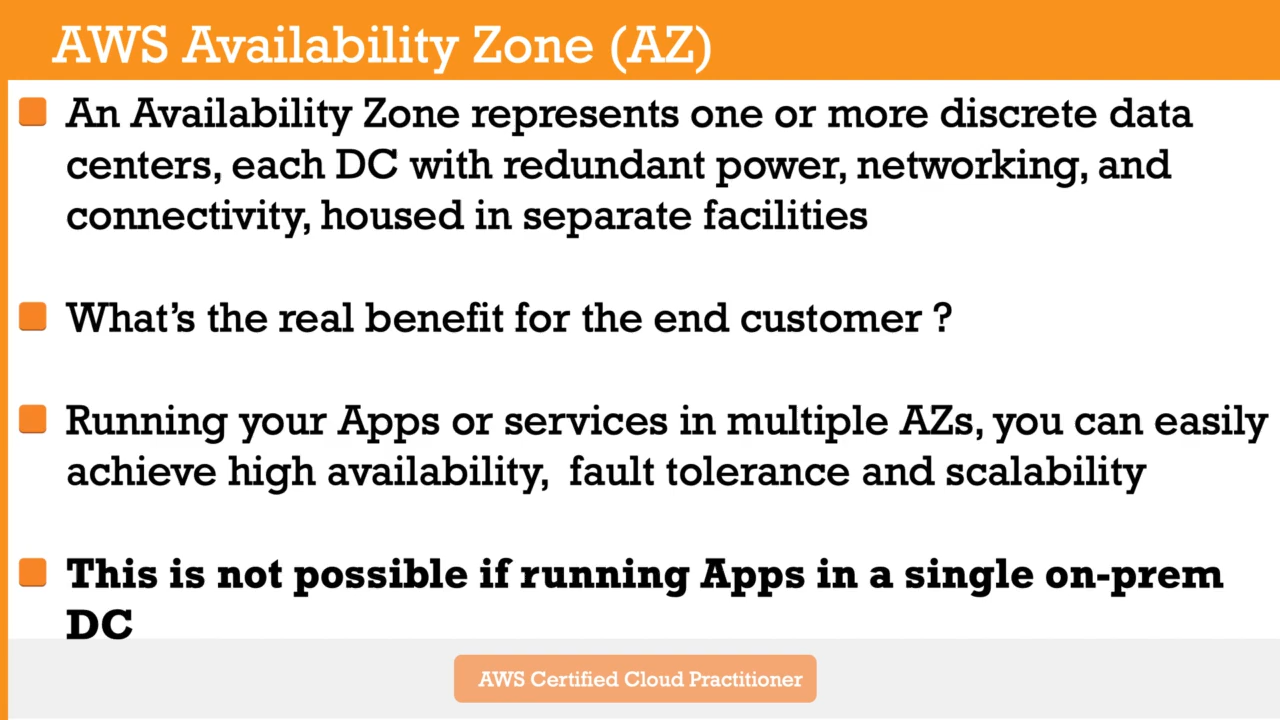 AWS Availability Zone (AZ)
An Availability Zone represents one or more discrete data
centers, each DC with redundant power, networking, and
connectivity, housed in separate facilities
What’s the real benefit for the end customer ?
Running your Apps or services in multiple AZs, you can easily
achieve high availability,  fault tolerance and scalability
This is not possible if running Apps in a single on-prem
DC
AWS Certified Cloud Practitioner